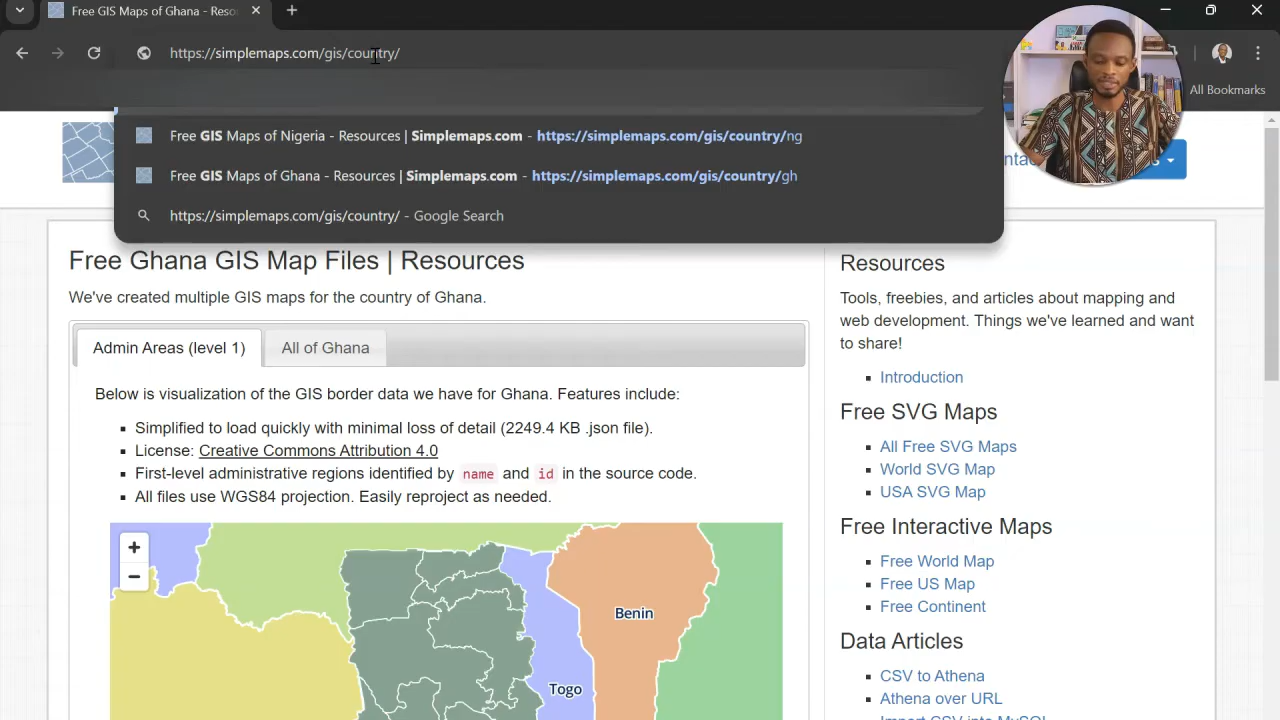 Free GIS Maps of Ghana - Reso
https://simplemaps.com/gis/country/
All Bookmarks
Free GIS Maps of Nigeria - Resources | Simplemaps.com - https://simplemaps.com/gis/country/ng
Free GIS Maps of Ghana - Resources | Simplemaps.com - https://simplemaps.com/gis/country/gh
https://simplemaps.com/gis/country/ - Google Search
Free Ghana GIS Map Files | Resources
We've created multiple GIS maps for the country of Ghana.
Admin Areas (level 1)
All of Ghana
Below is visualization of the GIS border data we have for Ghana. Features include:
Simplified to load quickly with minimal loss of detail (2249.4 KB .json file).
License: Creative Commons Attribution 4.0
First-level administrative regions identified by name and id in the source code.
All files use WGS84 projection. Easily reproject as needed.
+
−
Benin
Togo
Resources
Tools, freebies, and articles about mapping and
web development. Things we've learned and want
to share!
Introduction
Free SVG Maps
All Free SVG Maps
World SVG Map
USA SVG Map
Free Interactive Maps
Free World Map
Free US Map
Free Continent
Data Articles
CSV to Athena
Athena over URL
Import CSV into MySQL